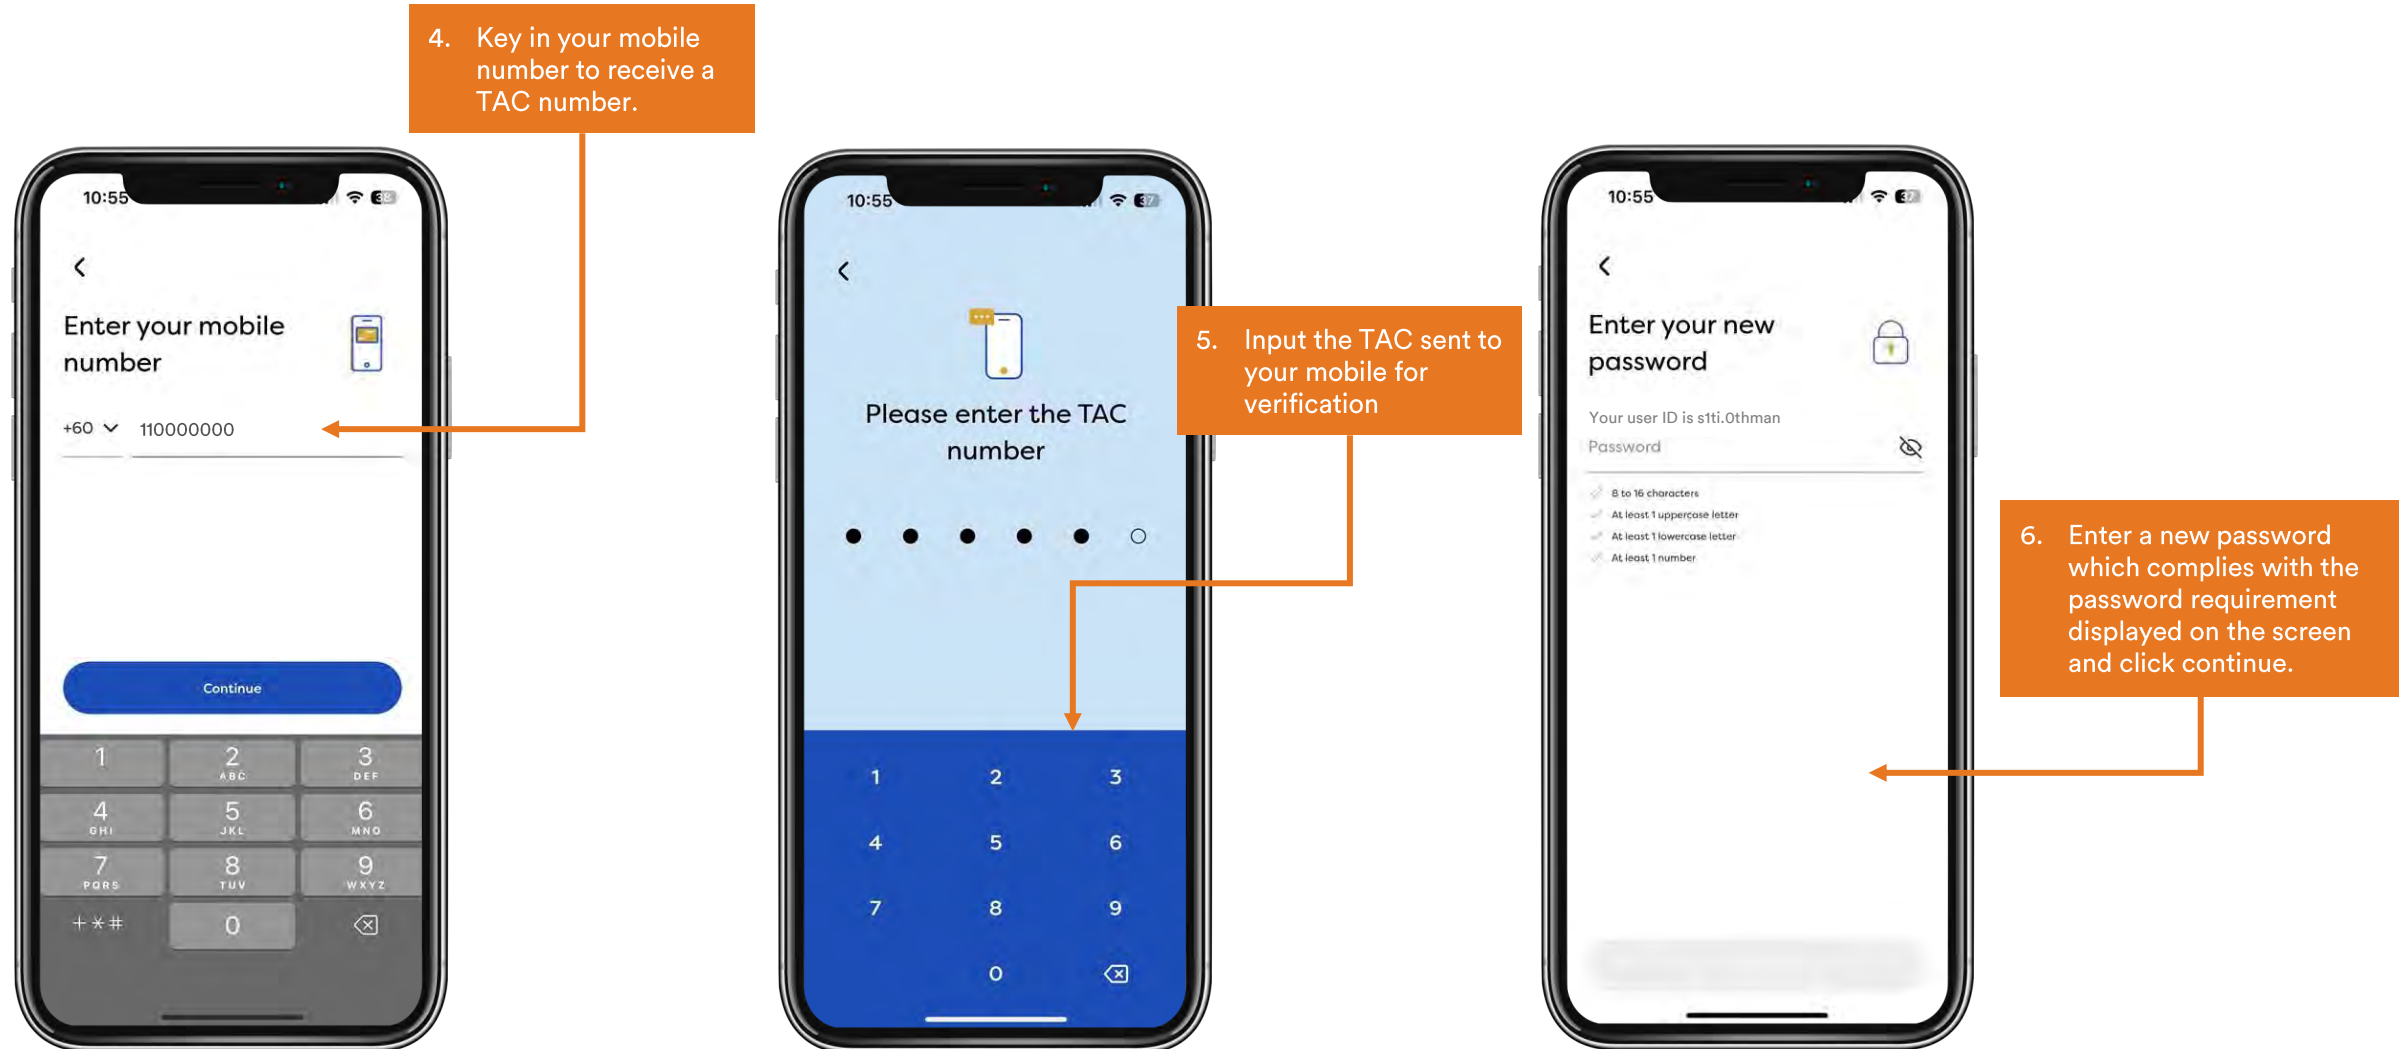 4. Key in your mobile
number to receive a
TAC number.
10:55
38
Enter your mobile
number
+60 110000000
Continue
1 2 3
ABC DEF
4 5 6
GHI JKL MNO
7 8 9
PQRS TUV WXYZ
+*# 0
10:55
37
Please enter the TAC
number
1 2 3
4 5 6
7 8 9
0
5. Input the TAC sent to
your mobile for
verification
10:55
37
Enter your new
password
Your user ID is s1ti.0thman
Password
8 to 16 characters
At least 1 uppercase letter
At least 1 lowercase letter
At least 1 number
6. Enter a new password
which complies with the
password requirement
displayed on the screen
and click continue.